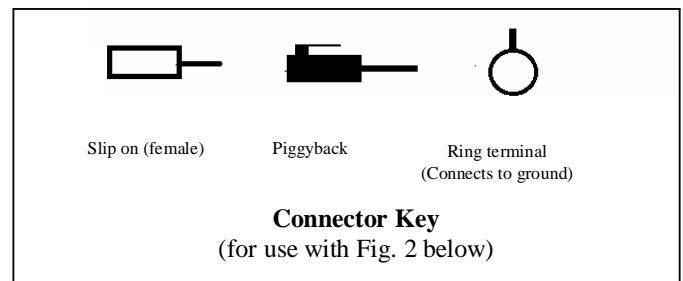 Slip on (female) Piggyback Ring terminal
(Connects to ground)
Connector Key
(for use with Fig. 2 below)